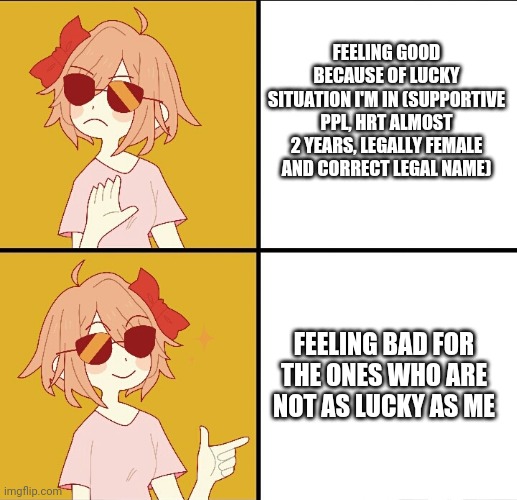 FEELING GOOD
BECAUSE OF LUCKY
SITUATION I'M IN (SUPPORTIVE
PPL, HRT ALMOST
2 YEARS, LEGALLY FEMALE
AND CORRECT LEGAL NAME)
FEELING BAD FOR
THE ONES WHO ARE
NOT AS LUCKY AS ME
imgflip.com